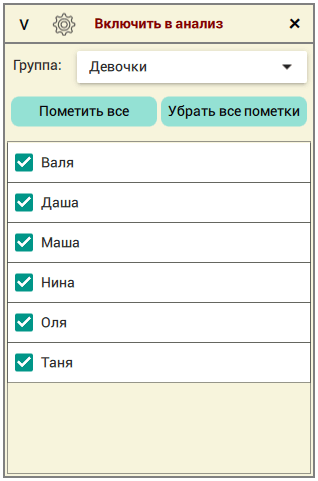 V Включить в анализ ×
Группа: Девочки
Пометить все Убрать все пометки
Валя
Даша
Маша
Нина
Оля
Таня